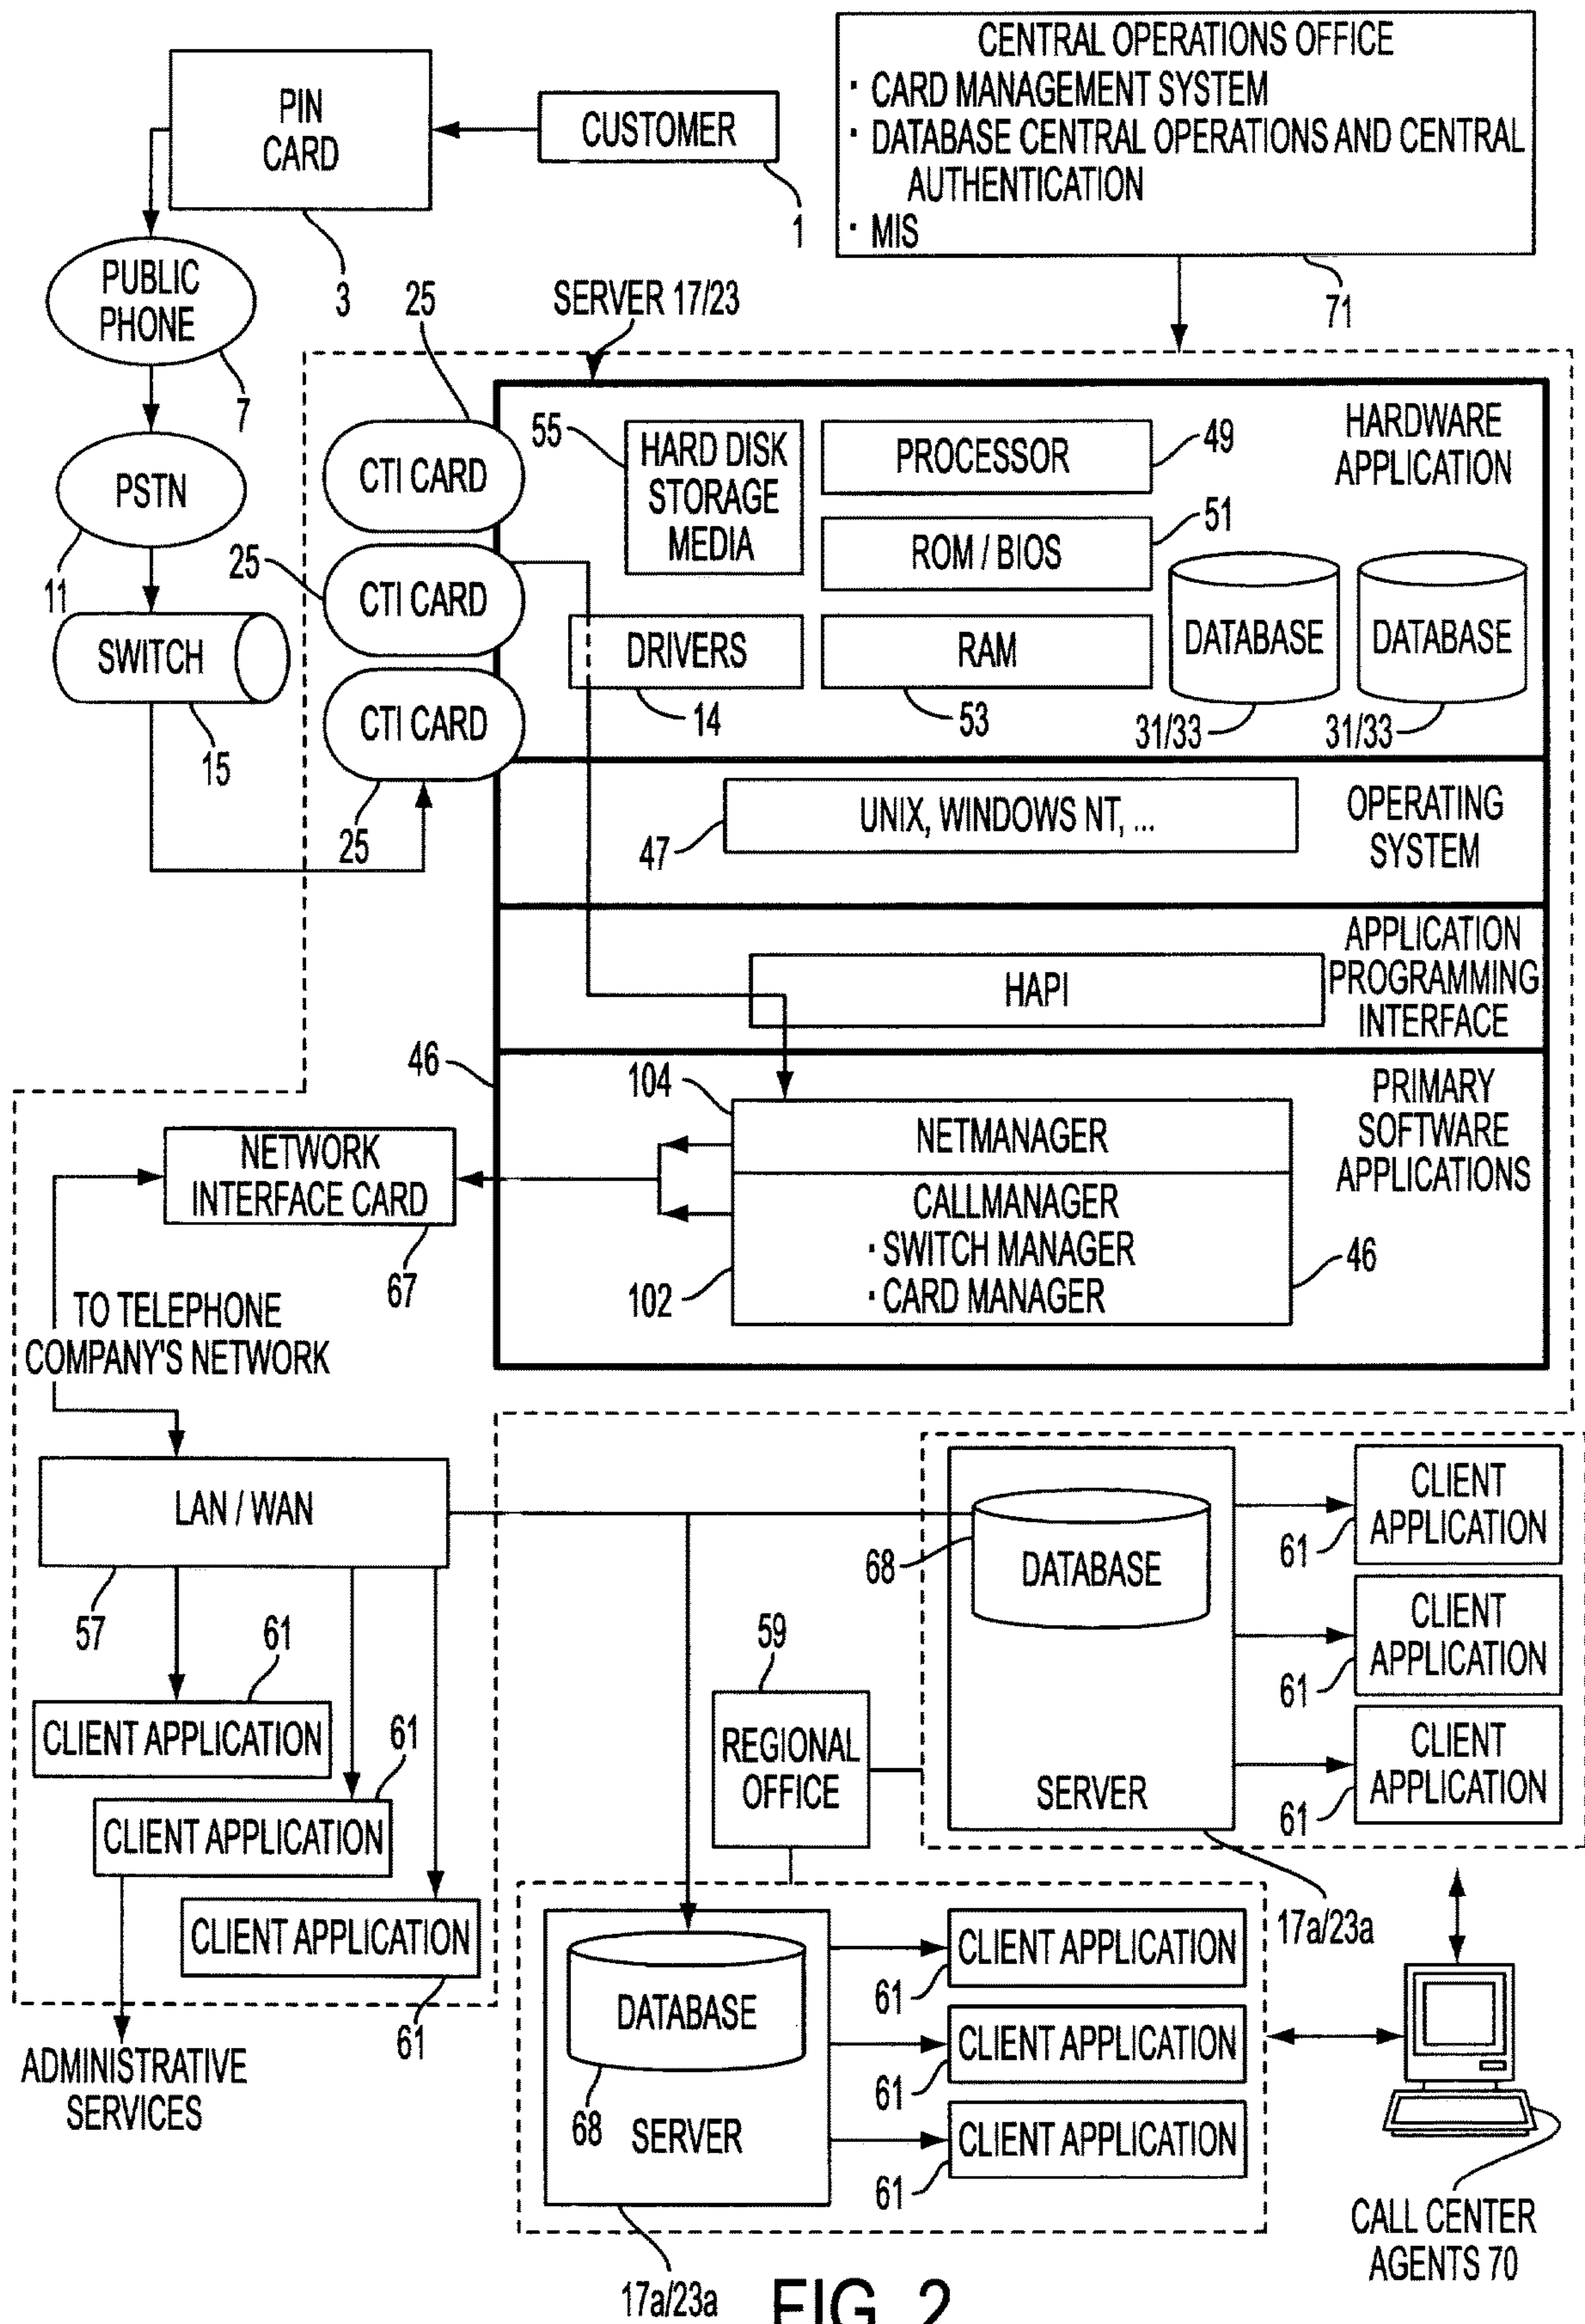 CENTRAL OPERATIONS OFFICE
· CARD MANAGEMENT SYSTEM
· DATABASE CENTRAL OPERATIONS AND CENTRAL
AUTHENTICATION
· MIS
71
PIN
CARD
3
CUSTOMER
1
PUBLIC
PHONE
7
PSTN
11
SWITCH
15
SERVER 17/23
25
CTI CARD
25
CTI CARD
CTI CARD
25
HARDWARE
APPLICATION
55
HARD DISK
STORAGE
MEDIA
PROCESSOR
49
ROM / BIOS
51
DRIVERS
14
RAM
53
DATABASE
31/33
DATABASE
31/33
UNIX, WINDOWS NT, ...
47
OPERATING
SYSTEM
HAPI
APPLICATION
PROGRAMMING
INTERFACE
46
104
NETMANAGER
CALLMANAGER
· SWITCH MANAGER
· CARD MANAGER
102
46
PRIMARY
SOFTWARE
APPLICATIONS
NETWORK
INTERFACE CARD
67
TO TELEPHONE
COMPANY'S NETWORK
LAN / WAN
57
61
CLIENT APPLICATION
61
CLIENT APPLICATION
CLIENT APPLICATION
61
ADMINISTRATIVE
SERVICES
68
DATABASE
SERVER
17a/23a
CLIENT
APPLICATION
61
CLIENT
APPLICATION
61
CLIENT
APPLICATION
61
59
REGIONAL
OFFICE
DATABASE
68
SERVER
17a/23a
CLIENT APPLICATION
61
CLIENT APPLICATION
61
CLIENT APPLICATION
61
CALL CENTER
AGENTS 70
FIG. 2